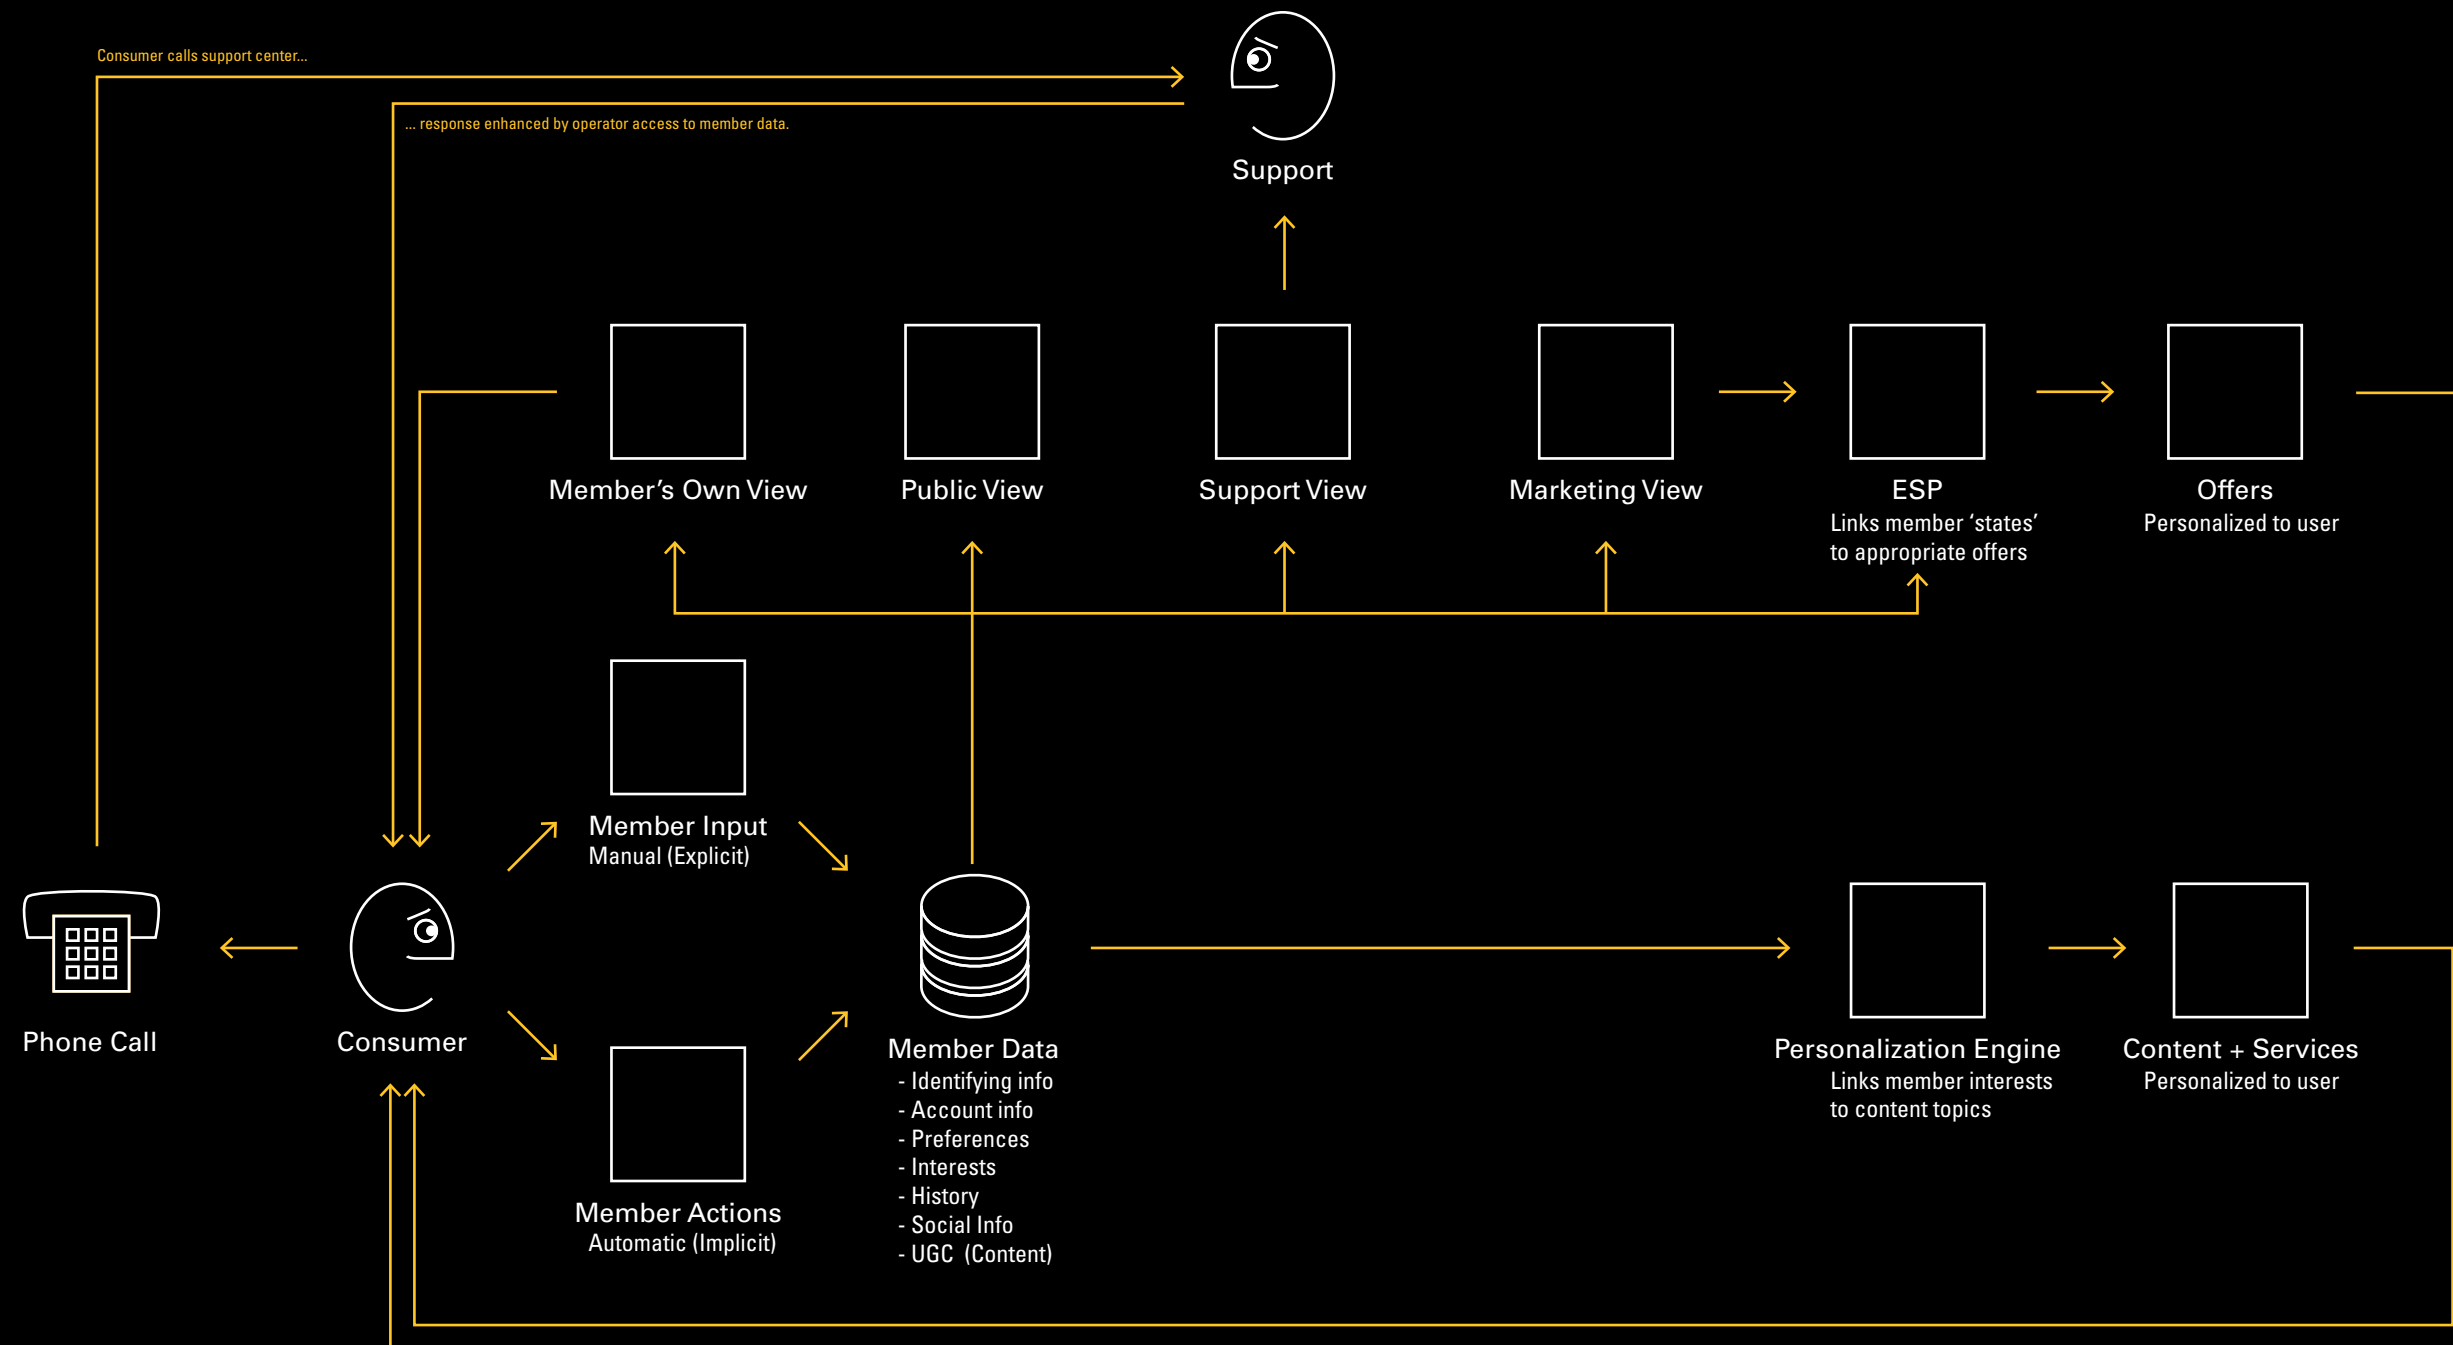 Consumer calls support center...
... response enhanced by operator access to member data.
Support
Member’s Own View
Public View
Support View
Marketing View
ESP
Links member ‘states’
to appropriate offers
Offers
Personalized to user
Member Input
Manual (Explicit)
Phone Call
Consumer
Member Actions
Automatic (Implicit)
Member Data
- Identifying info
- Account info
- Preferences
- Interests
- History
- Social Info
- UGC (Content)
Personalization Engine
Links member interests
to content topics
Content + Services
Personalized to user